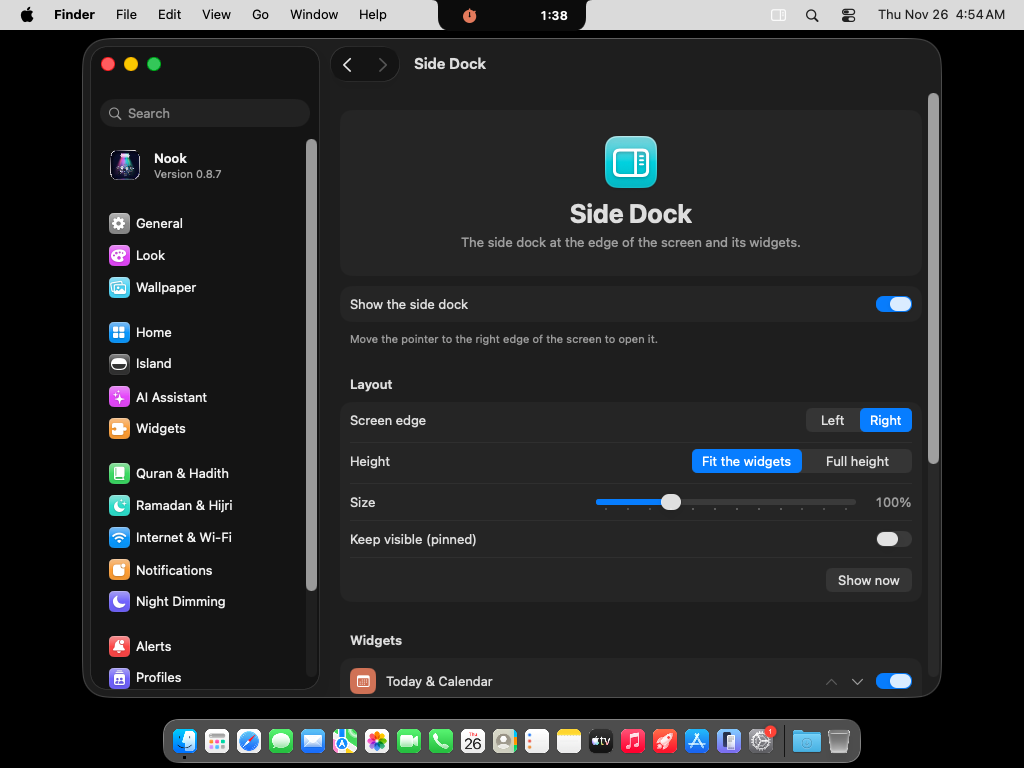 Finder File Edit View Go Window Help 1:38 Thu Nov 26 4:54 AM
Side Dock
Search
Nook
Version 0.8.7
General
Look
Wallpaper
Home
Island
AI Assistant
Widgets
Quran & Hadith
Ramadan & Hijri
Internet & Wi-Fi
Notifications
Night Dimming
Alerts
Profiles
Side Dock
The side dock at the edge of the screen and its widgets.
Show the side dock
Move the pointer to the right edge of the screen to open it.
Layout
Screen edge Left Right
Height Fit the widgets Full height
Size 100%
Keep visible (pinned)
Show now
Widgets
Today & Calendar
Thu
26
tv
1